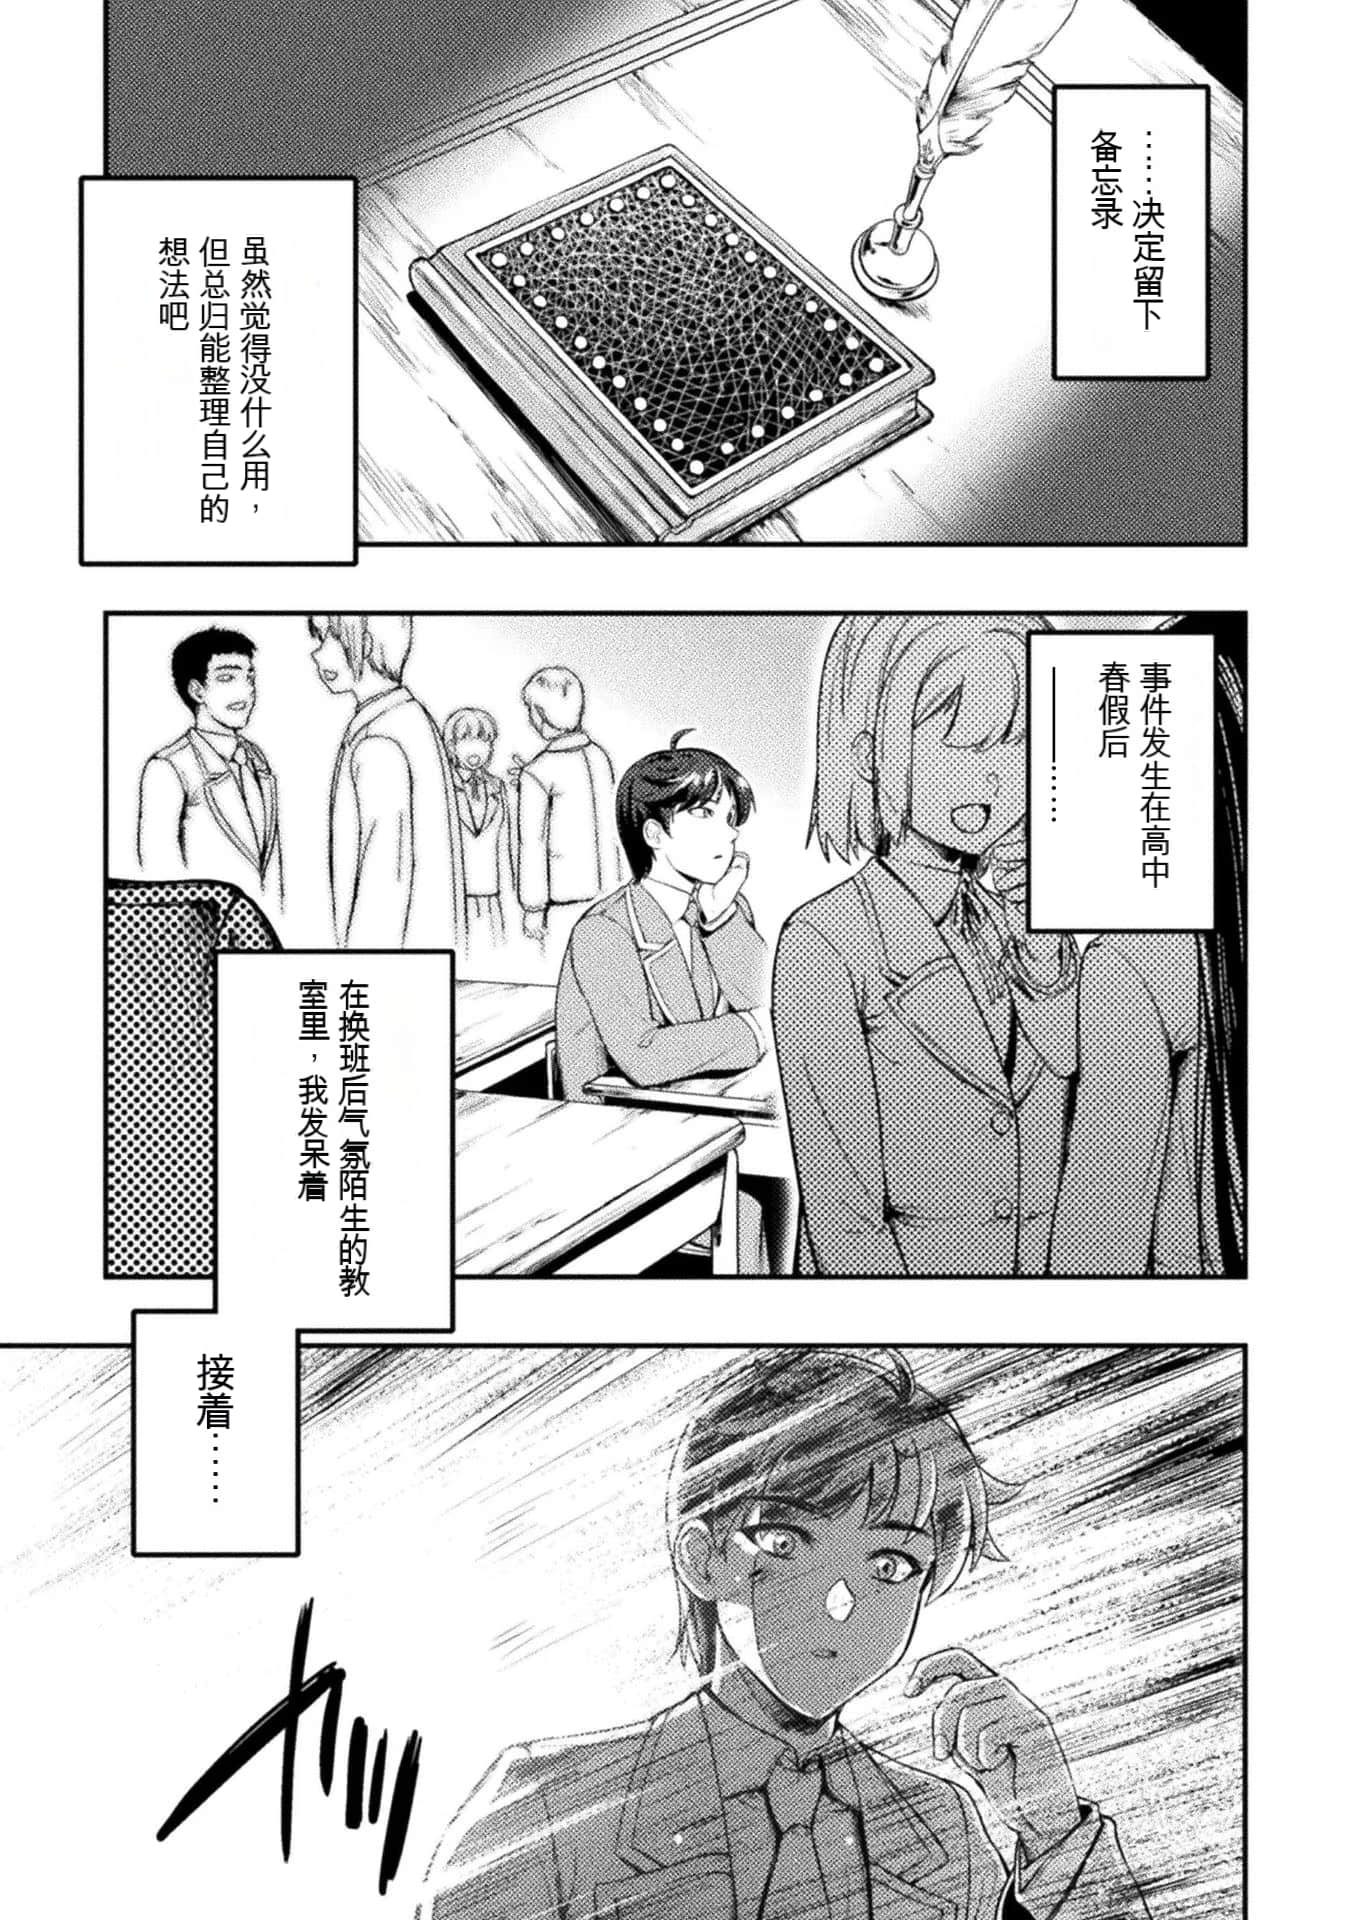 ……决定留下
备忘录
虽然觉得没什么用，
但总归能整理自己的
想法吧
事件发生在高中
春假后
——……
在换班后气氛陌生的教
室里，我发呆着
接着……
カッ